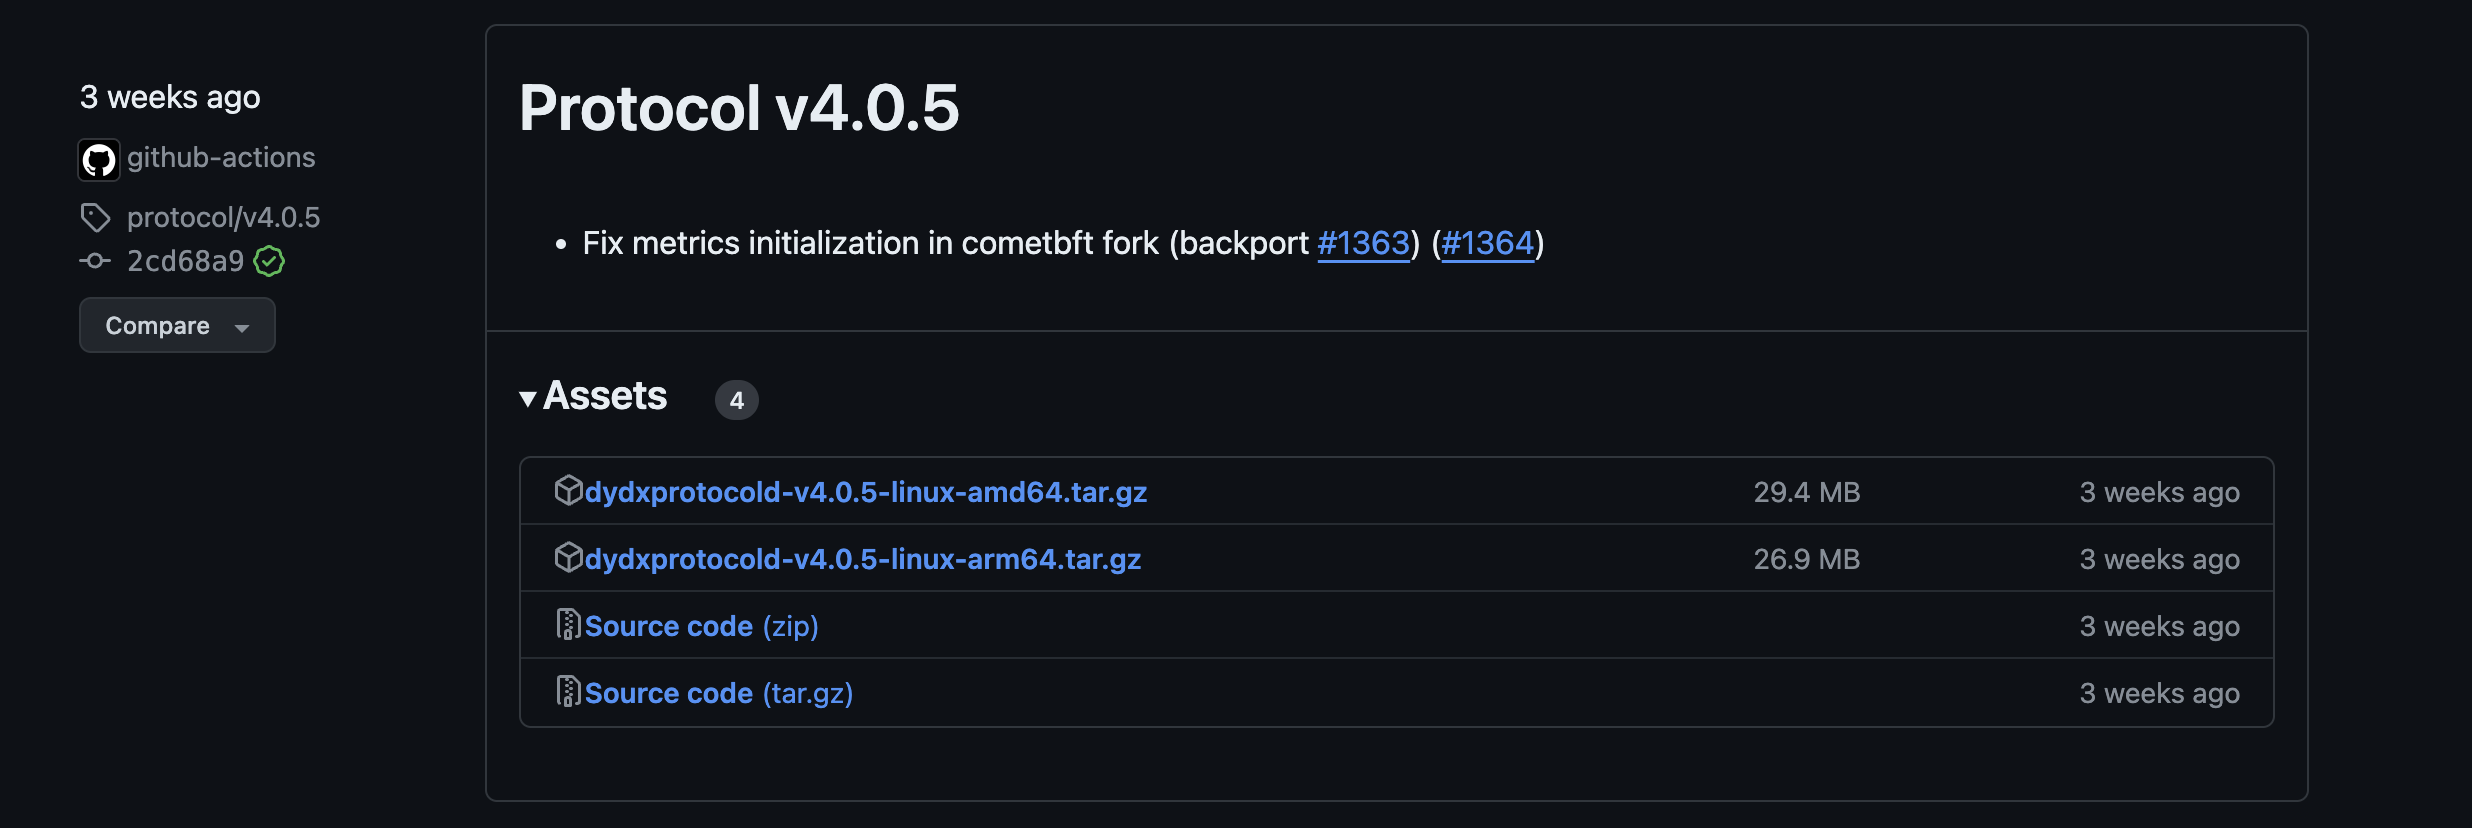 3 weeks ago
github-actions
protocol/v4.0.5
2cd68a9
Compare
Protocol v4.0.5
• Fix metrics initialization in cometbft fork (backport #1363) (#1364)
Assets 4
dydxprotocold-v4.0.5-linux-amd64.tar.gz 29.4 MB 3 weeks ago
dydxprotocold-v4.0.5-linux-arm64.tar.gz 26.9 MB 3 weeks ago
Source code (zip) 3 weeks ago
Source code (tar.gz) 3 weeks ago